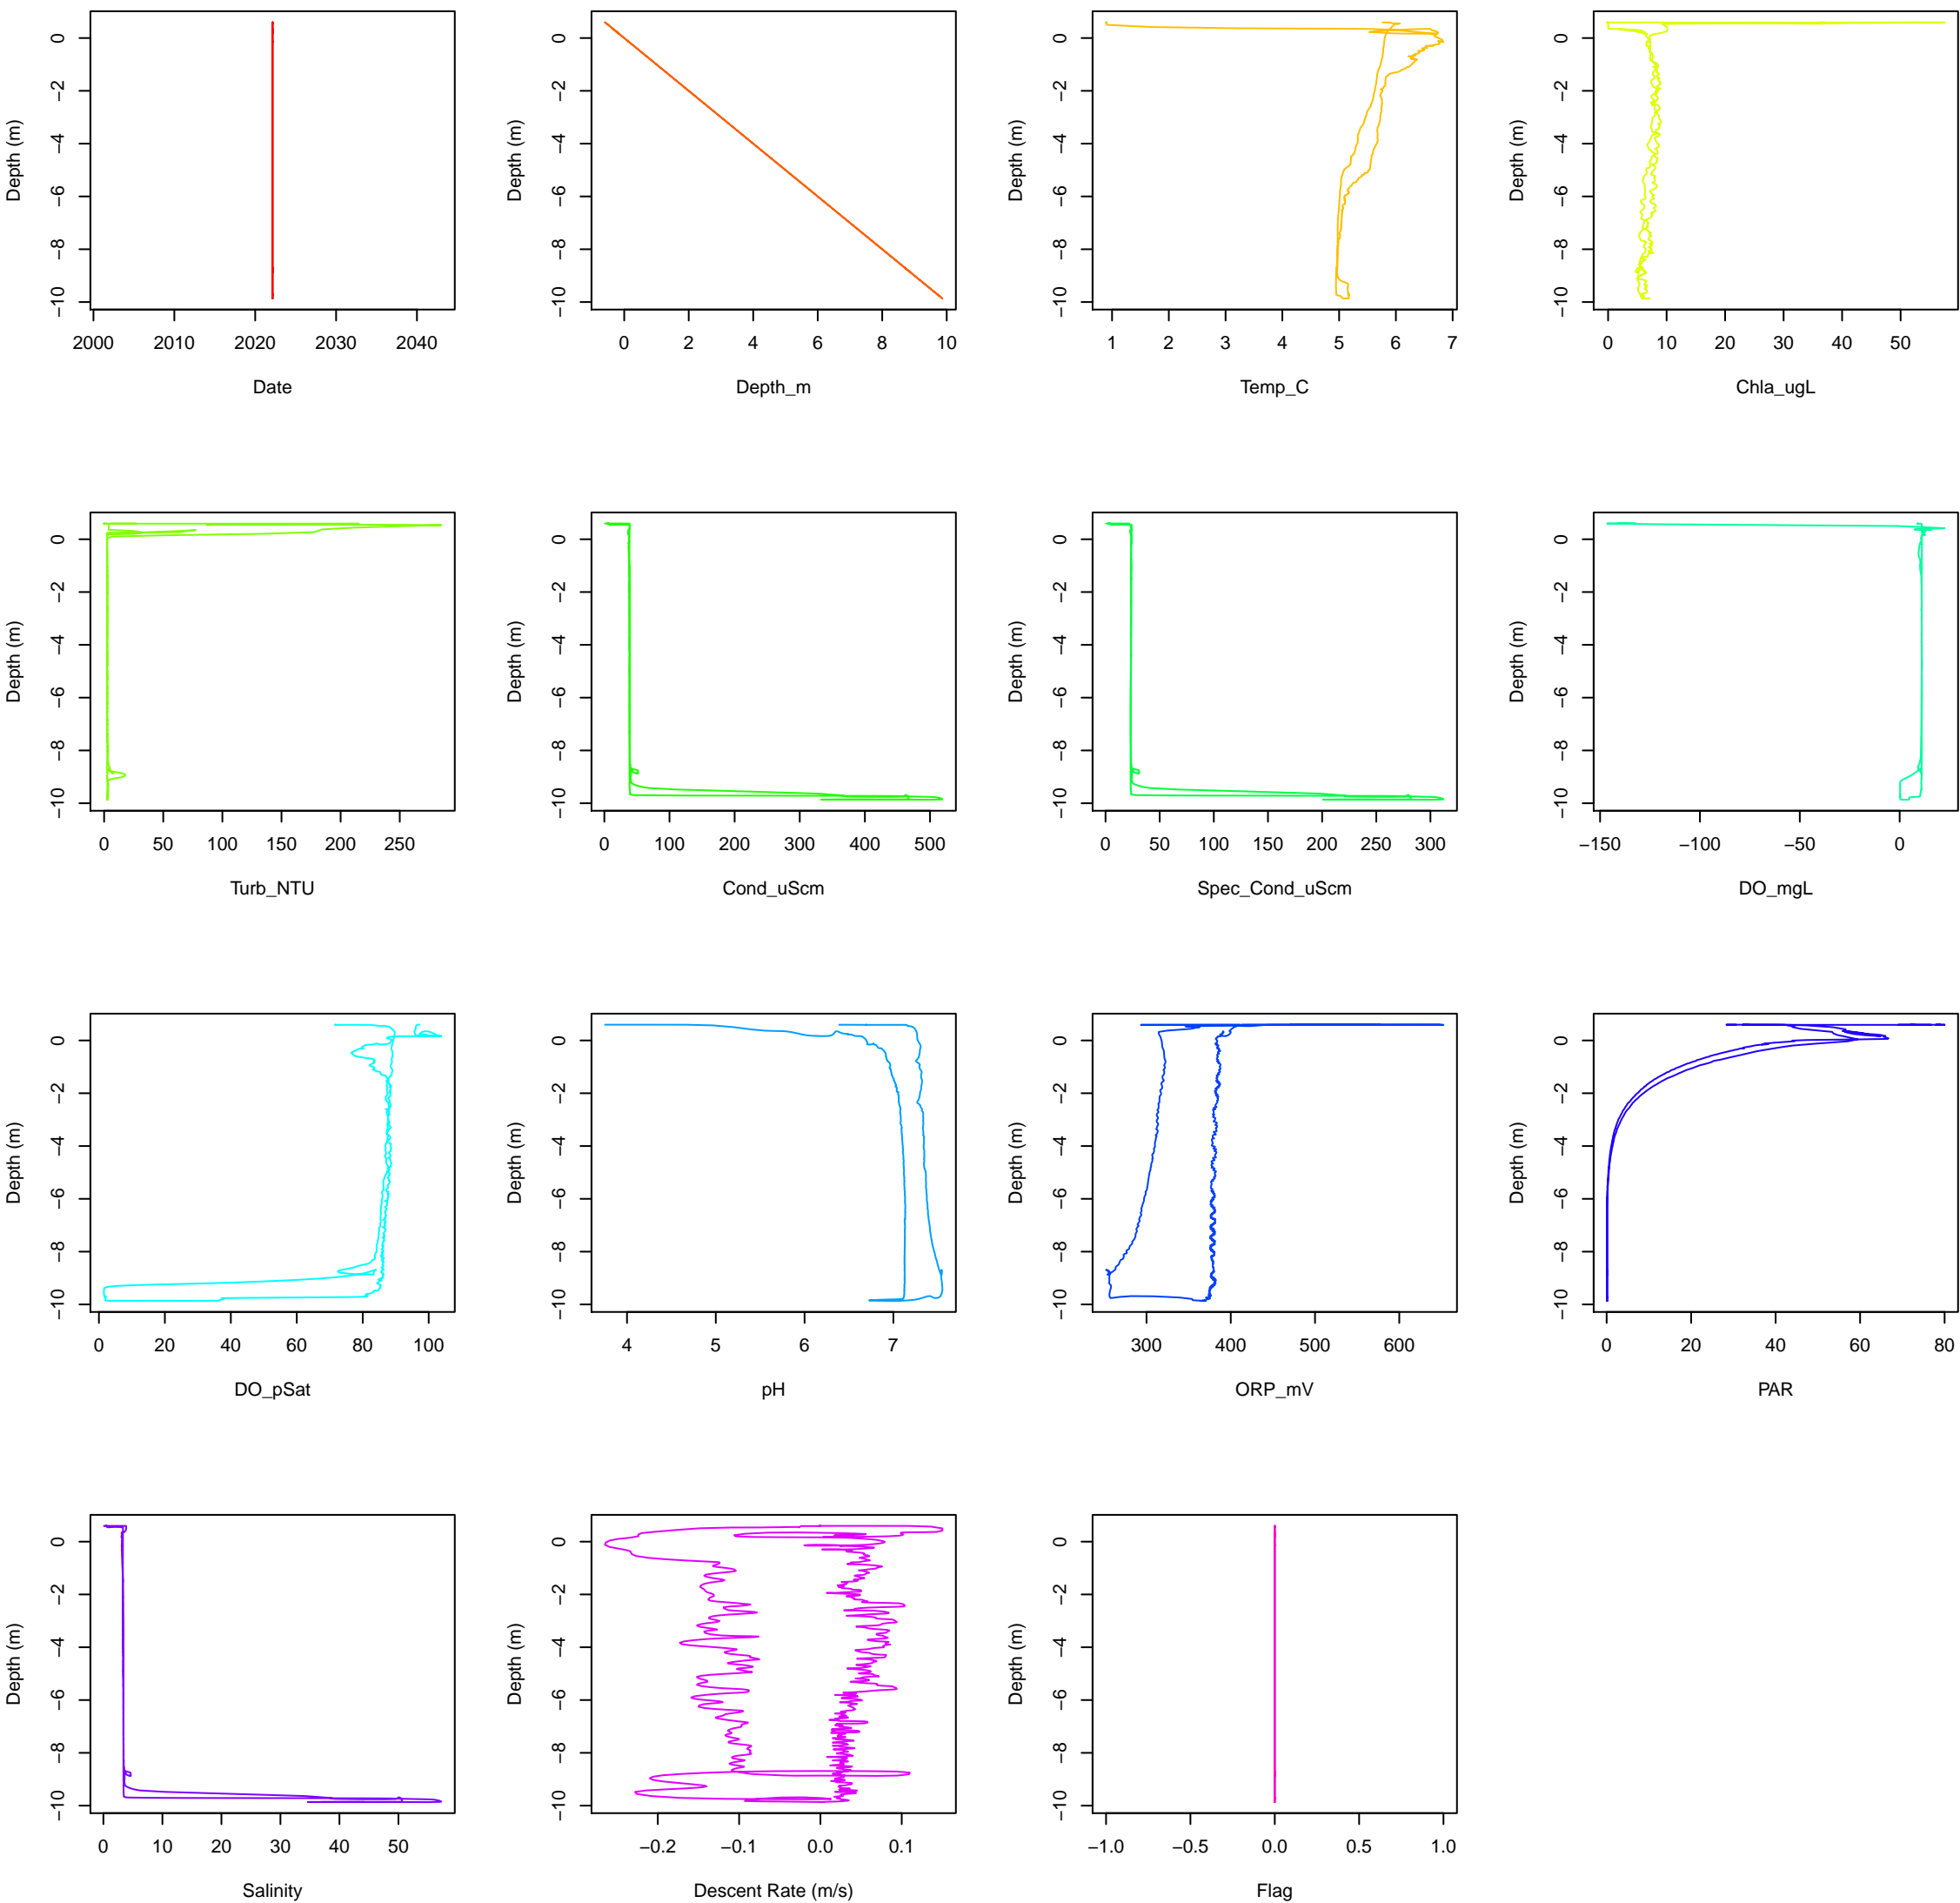 Depth (m)
0
−2
−4
−6
−8
−10
2000 2010 2020 2030 2040
Date
Depth (m)
0
−2
−4
−6
−8
−10
0 2 4 6 8 10
Depth_m
Depth (m)
0
−2
−4
−6
−8
−10
1 2 3 4 5 6 7
Temp_C
Depth (m)
0
−2
−4
−6
−8
−10
0 10 20 30 40 50
Chla_ugL
Depth (m)
0
−2
−4
−6
−8
−10
0 50 100 150 200 250
Turb_NTU
Depth (m)
0
−2
−4
−6
−8
−10
0 100 200 300 400 500
Cond_uScm
Depth (m)
0
−2
−4
−6
−8
−10
0 50 100 150 200 250 300
Spec_Cond_uScm
Depth (m)
0
−2
−4
−6
−8
−10
−150 −100 −50 0
DO_mgL
Depth (m)
0
−2
−4
−6
−8
−10
0 20 40 60 80 100
DO_pSat
Depth (m)
0
−2
−4
−6
−8
−10
4 5 6 7
pH
Depth (m)
0
−2
−4
−6
−8
−10
300 400 500 600
ORP_mV
Depth (m)
0
−2
−4
−6
−8
−10
0 20 40 60 80
PAR
Depth (m)
0
−2
−4
−6
−8
−10
0 10 20 30 40 50
Salinity
Depth (m)
0
−2
−4
−6
−8
−10
−0.2 −0.1 0.0 0.1
Descent Rate (m/s)
Depth (m)
0
−2
−4
−6
−8
−10
−1.0 −0.5 0.0 0.5 1.0
Flag